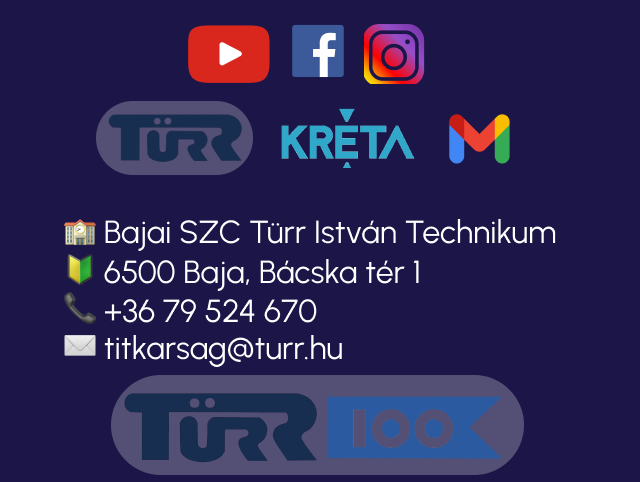 TÜRR KRÉTA
Bajai SZC Türr István Technikum
6500 Baja, Bácska tér 1
+36 79 524 670
titkarsag@turr.hu
TÜRR 100